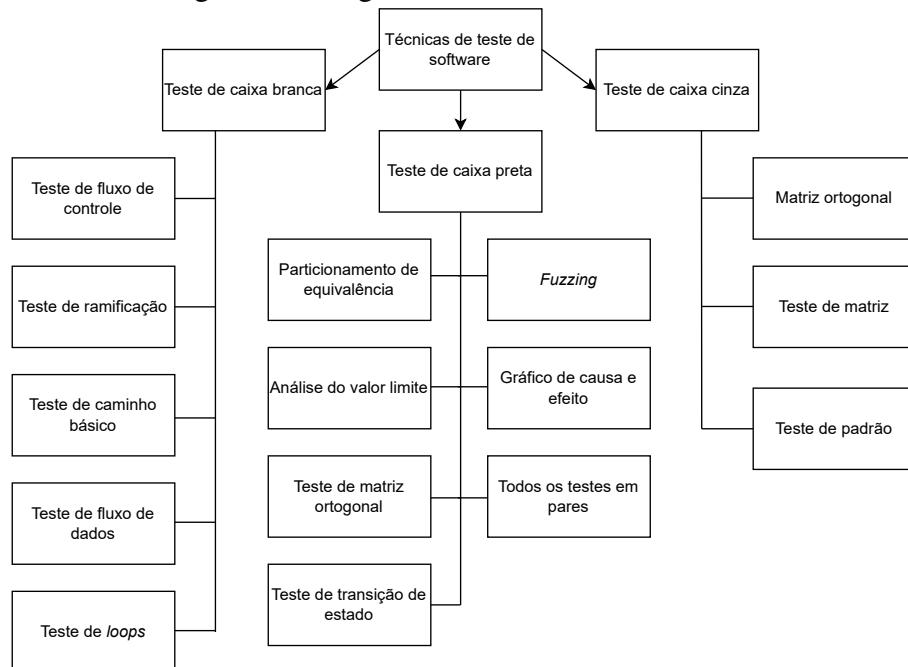 Técnicas de teste de
software
Teste de caixa branca
Teste de caixa cinza
Teste de caixa preta
Teste de fluxo de
controle
Teste de ramificação
Teste de caminho
básico
Teste de fluxo de
dados
Teste de loops
Particionamento de
equivalência
Fuzzing
Análise do valor limite
Gráfico de causa e
efeito
Teste de matriz
ortogonal
Todos os testes em
pares
Teste de transição de
estado
Matriz ortogonal
Teste de matriz
Teste de padrão